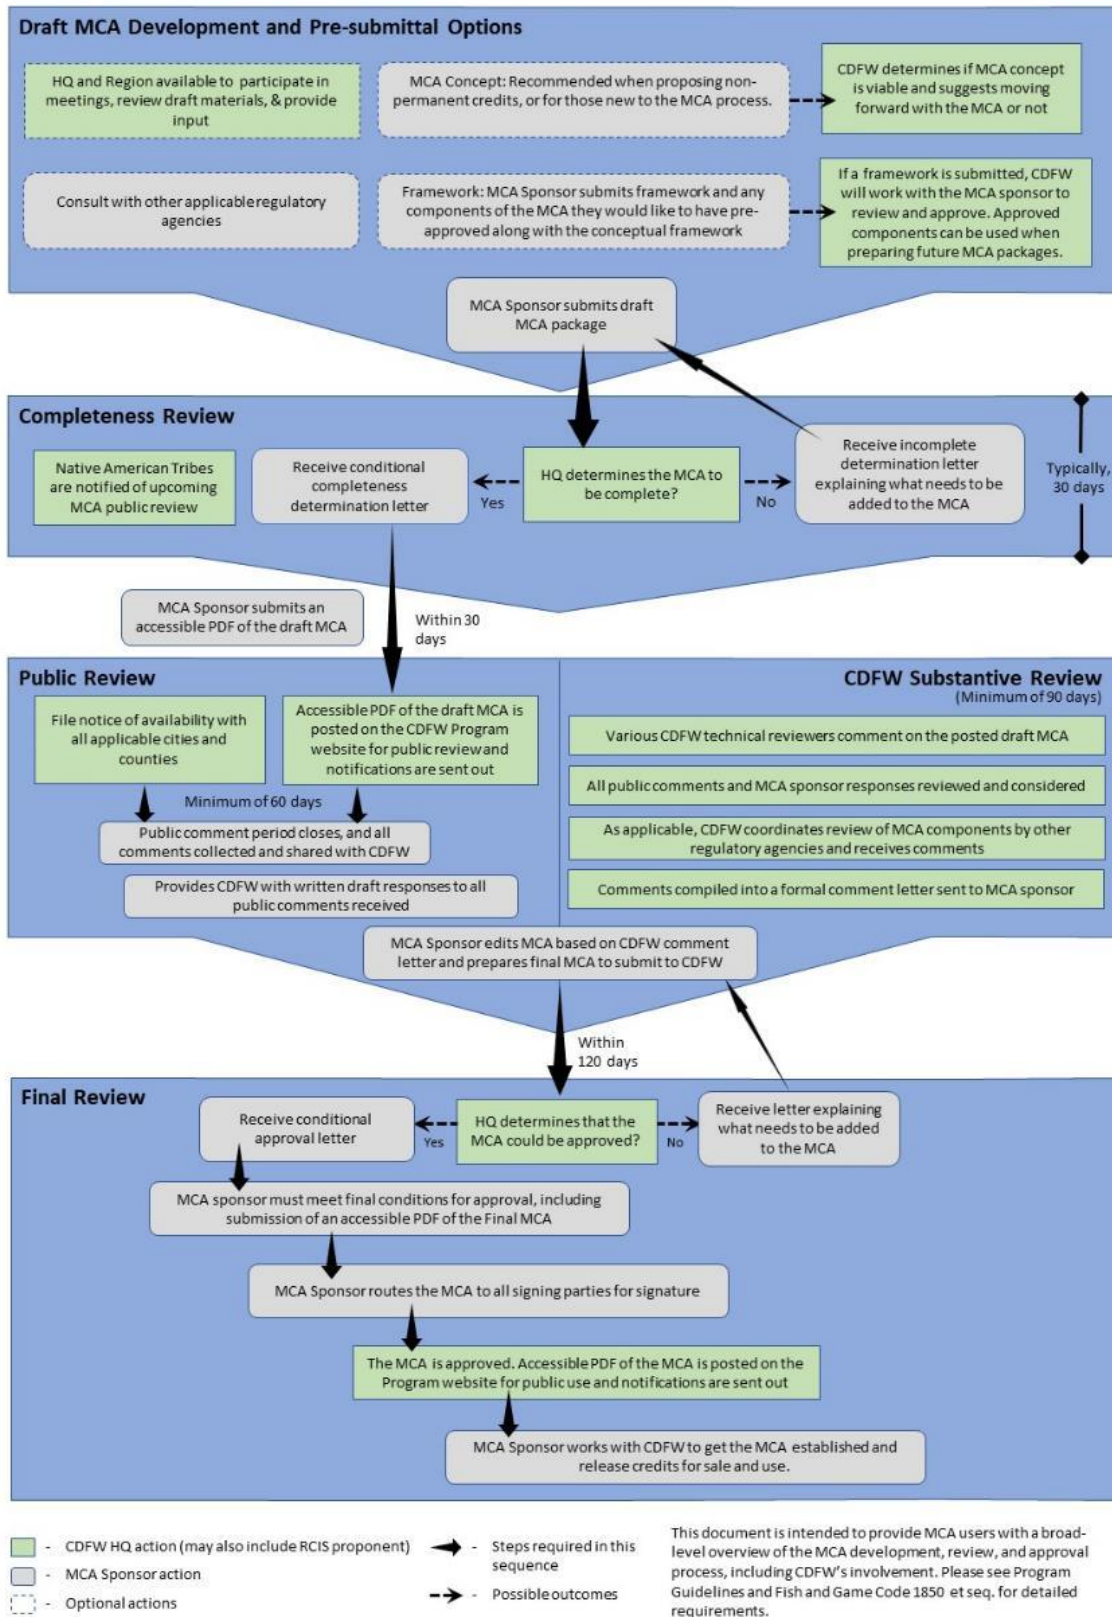 Draft MCA Development and Pre-submittal Options
HQ and Region available to participate in
meetings, review draft materials, & provide
input
MCA Concept: Recommended when proposing non-
permanent credits, or for those new to the MCA process.
CDFW determines if MCA concept
is viable and suggests moving
forward with the MCA or not
Consult with other applicable regulatory
agencies
Framework: MCA Sponsor submits framework and any
components of the MCA they would like to have pre-
approved along with the conceptual framework
If a framework is submitted, CDFW
will work with the MCA sponsor to
review and approve. Approved
components can be used when
preparing future MCA packages.
MCA Sponsor submits draft
MCA package
Completeness Review
Native American Tribes
are notified of upcoming
MCA public review
Receive conditional
completeness
determination letter
Yes
HQ determines the MCA to
be complete?
No
Receive incomplete
determination letter
explaining what needs to be
added to the MCA
Typically,
30 days
MCA Sponsor submits an
accessible PDF of the draft MCA
Within 30
days
Public Review
File notice of availability with
all applicable cities and
counties
Accessible PDF of the draft MCA is
posted on the CDFW Program
website for public review and
notifications are sent out
Minimum of 60 days
Public comment period closes, and all
comments collected and shared with CDFW
Provides CDFW with written draft responses to all
public comments received
CDFW Substantive Review
(Minimum of 90 days)
Various CDFW technical reviewers comment on the posted draft MCA
All public comments and MCA sponsor responses reviewed and considered
As applicable, CDFW coordinates review of MCA components by other
regulatory agencies and receives comments
Comments compiled into a formal comment letter sent to MCA sponsor
MCA Sponsor edits MCA based on CDFW comment
letter and prepares final MCA to submit to CDFW
Within
120 days
Final Review
Receive conditional
approval letter
Yes
HQ determines that the
MCA could be approved?
No
Receive letter explaining
what needs to be added
to the MCA
MCA sponsor must meet final conditions for approval, including
submission of an accessible PDF of the Final MCA
MCA Sponsor routes the MCA to all signing parties for signature
The MCA is approved. Accessible PDF of the MCA is posted on the
Program website for public use and notifications are sent out
MCA Sponsor works with CDFW to get the MCA established and
release credits for sale and use.
- CDFW HQ action (may also include RCIS proponent)
- MCA Sponsor action
- Optional actions
- Steps required in this
sequence
- Possible outcomes
This document is intended to provide MCA users with a broad-
level overview of the MCA development, review, and approval
process, including CDFW's involvement. Please see Program
Guidelines and Fish and Game Code 1850 et seq. for detailed
requirements.